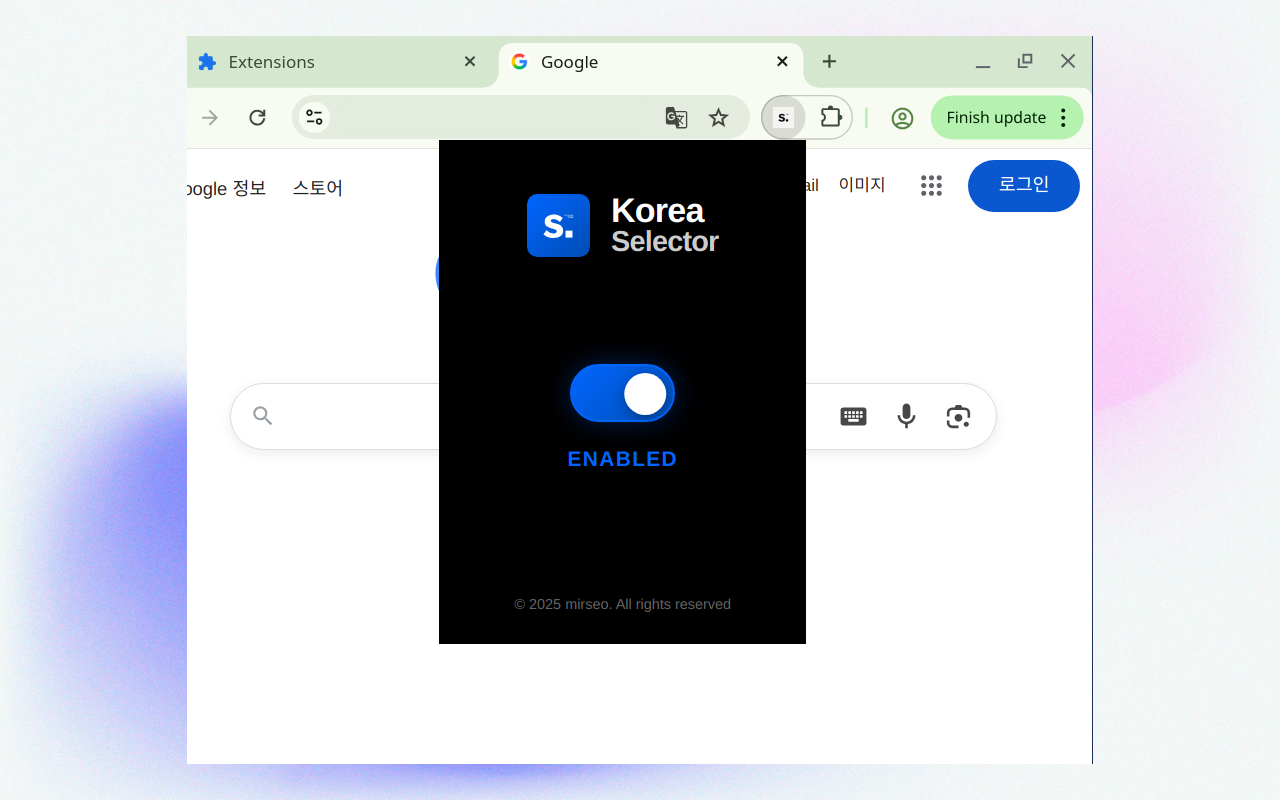 Extensions
Google
Finish update
s.
oogle 정보 스토어
ail 이미지
로그인
s.
Korea
Selector
ENABLED
© 2025 mirseo. All rights reserved